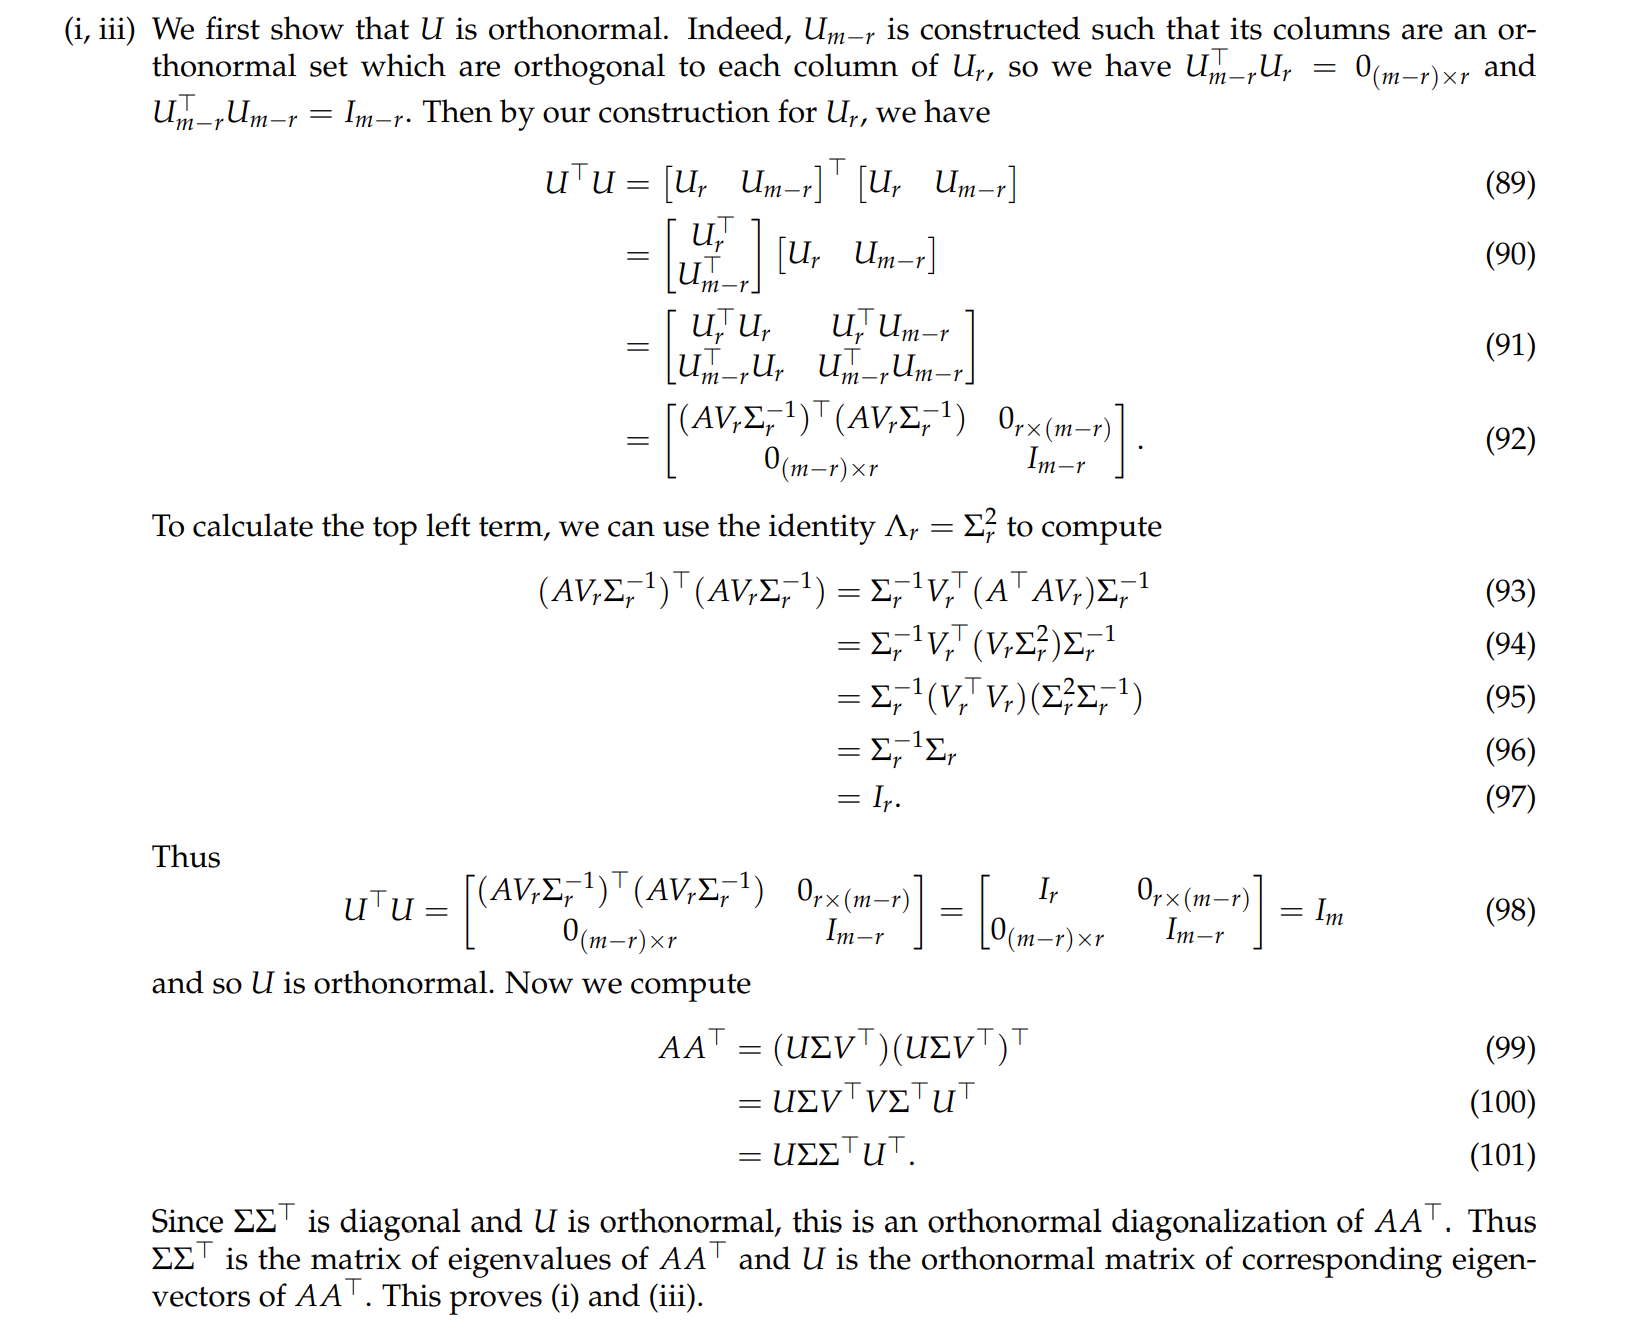 (i, iii) We first show that U is orthonormal. Indeed, U_{m−r} is constructed such that its columns are an or-
thonormal set which are orthogonal to each column of U_r, so we have U_{m−r}^⊤ U_r = 0_{(m−r)×r} and
U_{m−r}^⊤ U_{m−r} = I_{m−r}. Then by our construction for U_r, we have
U^⊤U = [U_r U_{m−r}]^⊤ [U_r U_{m−r}] (89)
= [U_r^⊤; U_{m−r}^⊤] [U_r U_{m−r}] (90)
= [U_r^⊤ U_r, U_r^⊤ U_{m−r}; U_{m−r}^⊤ U_r, U_{m−r}^⊤ U_{m−r}] (91)
= [(AV_rΣ_r^{−1})^⊤(AV_rΣ_r^{−1}), 0_{r×(m−r)}; 0_{(m−r)×r}, I_{m−r}]. (92)
To calculate the top left term, we can use the identity Λ_r = Σ_r^2 to compute
(AV_rΣ_r^{−1})^⊤(AV_rΣ_r^{−1}) = Σ_r^{−1}V_r^⊤(A^⊤AV_r)Σ_r^{−1} (93)
= Σ_r^{−1}V_r^⊤(V_rΣ_r^2)Σ_r^{−1} (94)
= Σ_r^{−1}(V_r^⊤V_r)(Σ_r^2Σ_r^{−1}) (95)
= Σ_r^{−1}Σ_r (96)
= I_r. (97)
Thus
U^⊤U = [(AV_rΣ_r^{−1})^⊤(AV_rΣ_r^{−1}), 0_{r×(m−r)}; 0_{(m−r)×r}, I_{m−r}] = [I_r, 0_{r×(m−r)}; 0_{(m−r)×r}, I_{m−r}] = I_m (98)
and so U is orthonormal. Now we compute
AA^⊤ = (UΣV^⊤)(UΣV^⊤)^⊤ (99)
= UΣV^⊤VΣ^⊤U^⊤ (100)
= UΣΣ^⊤U^⊤. (101)
Since ΣΣ^⊤ is diagonal and U is orthonormal, this is an orthonormal diagonalization of AA^⊤. Thus
ΣΣ^⊤ is the matrix of eigenvalues of AA^⊤ and U is the orthonormal matrix of corresponding eigen-
vectors of AA^⊤. This proves (i) and (iii).